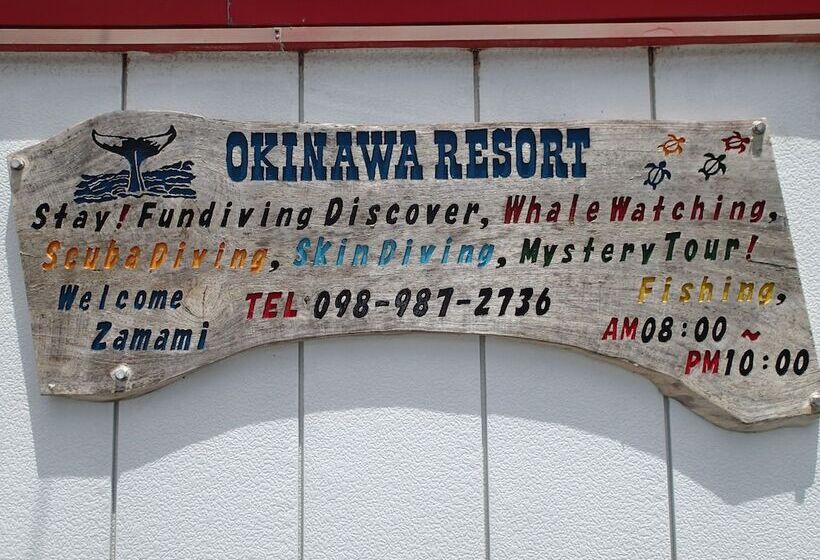 OKINAWA RESORT
Stay! Fundiving Discover, Whale Watching,
Scuba Diving, Skin Diving, Mystery Tour!
Welcome Zamami
TEL 098-987-2736
Fishing,
AM08:00 ~
PM10:00